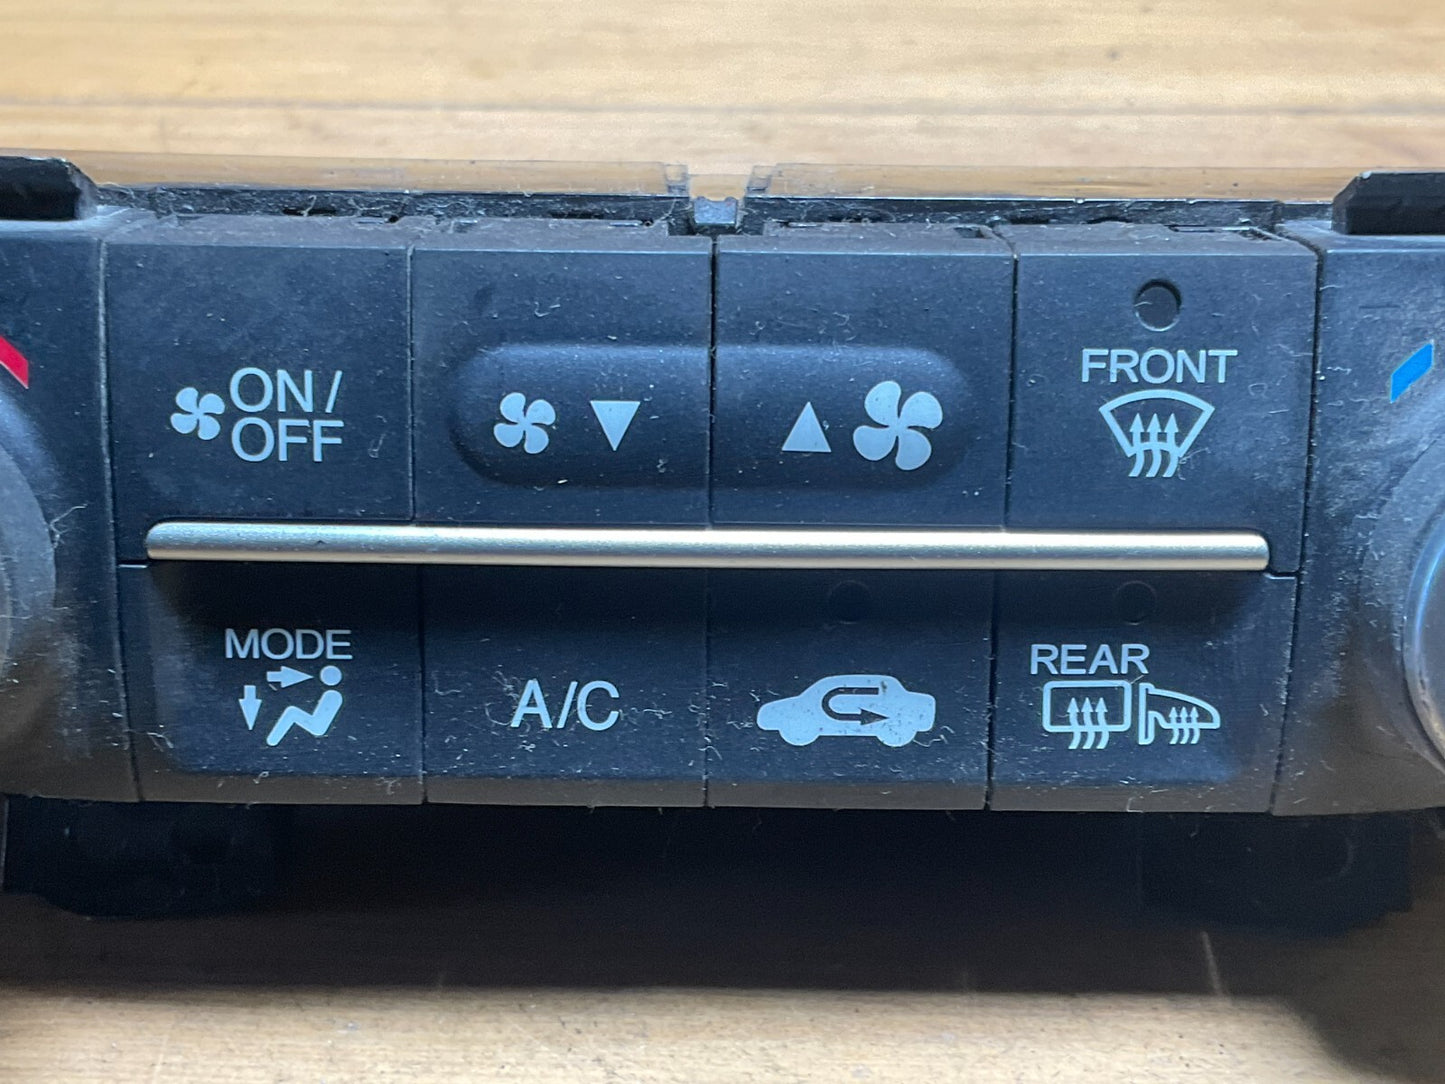 ON/
OFF
FRONT
MODE
A/C
REAR